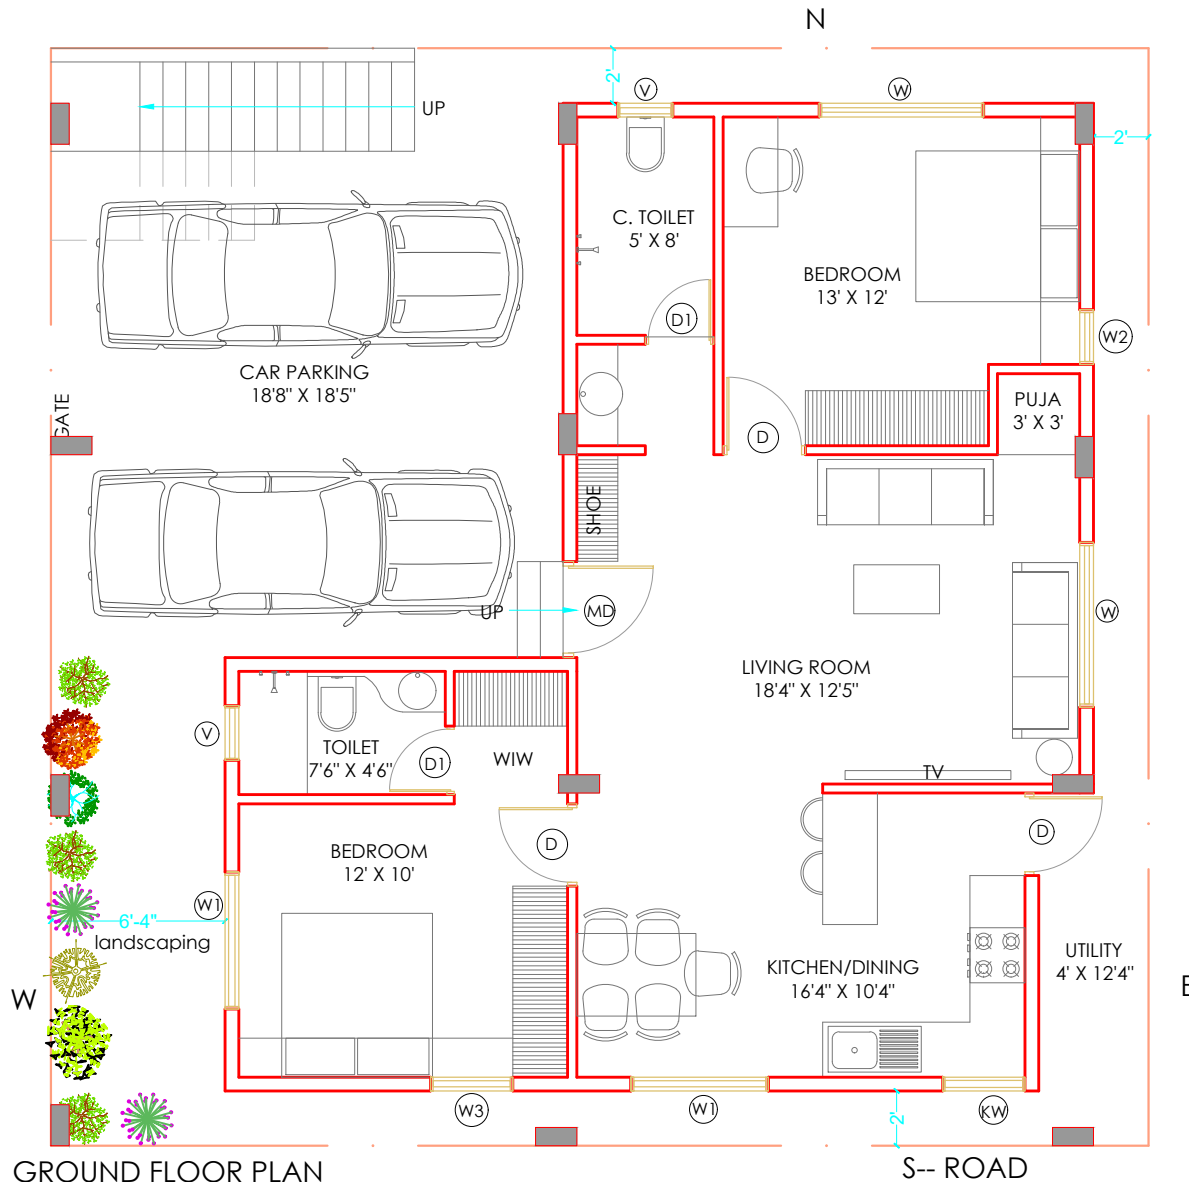 N
UP
2'
V
W
2'
C. TOILET
5' X 8'
BEDROOM
13' X 12'
D1
W2
CAR PARKING
18'8" X 18'5"
GATE
PUJA
3' X 3'
D
SHOE
UP
MD
W
LIVING ROOM
18'4" X 12'5"
V
TOILET
7'6" X 4'6"
D1
WIW
TV
BEDROOM
12' X 10'
D
D
W1
6'-4"
landscaping
KITCHEN/DINING
16'4" X 10'4"
UTILITY
4' X 12'4"
W
E
W3
W1
KW
2'
GROUND FLOOR PLAN
S-- ROAD